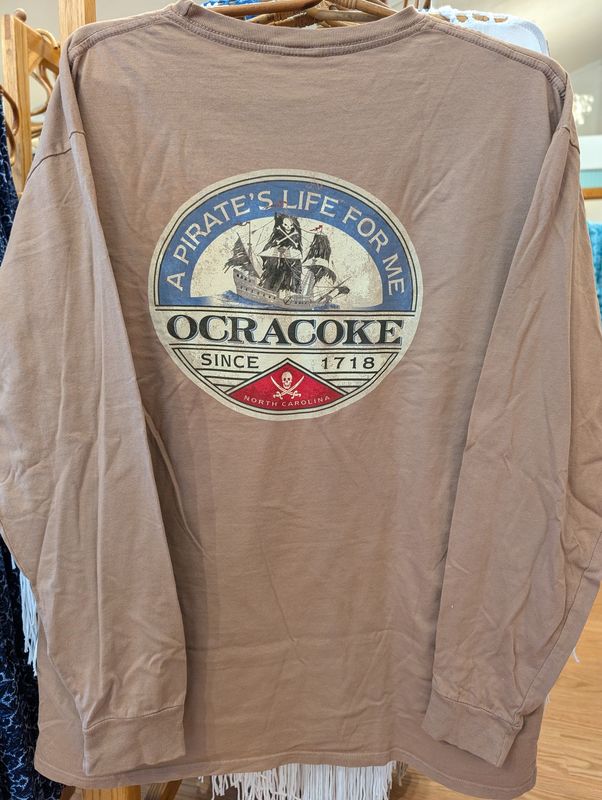 A PIRATE'S LIFE FOR ME
OCRACOKE
SINCE 1718
NORTH CAROLINA